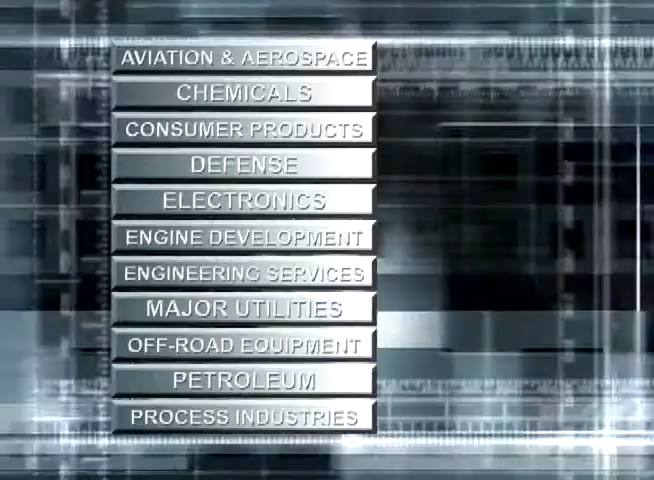 AVIATION & AEROSPACE
CHEMICALS
CONSUMER PRODUCTS
DEFENSE
ELECTRONICS
ENGINE DEVELOPMENT
ENGINEERING SERVICES
MAJOR UTILITIES
OFF-ROAD EQUIPMENT
PETROLEUM
PROCESS INDUSTRIES